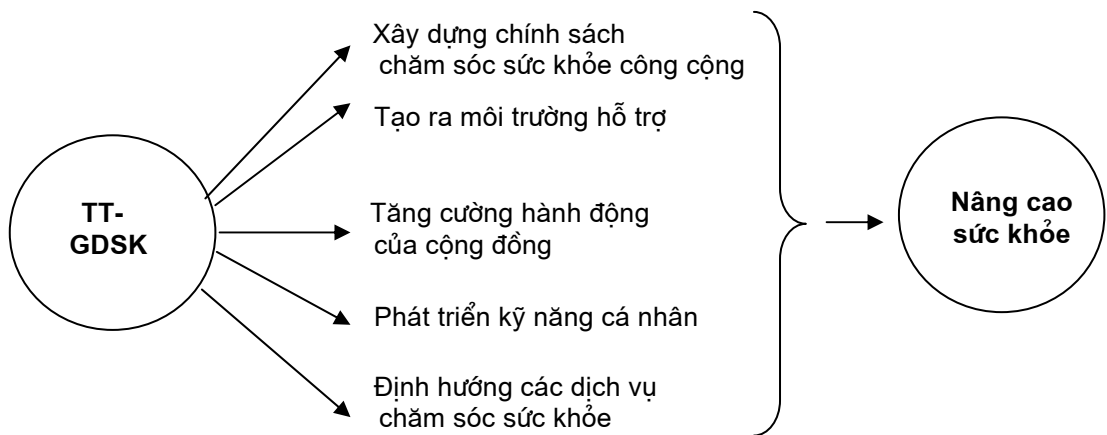 Xây dựng chính sách
chăm sóc sức khỏe công cộng
Tạo ra môi trường hỗ trợ
TT-
GDSK
Tăng cường hành động
của cộng đồng
Phát triển kỹ năng cá nhân
Định hướng các dịch vụ
chăm sóc sức khỏe
Nâng cao
sức khỏe